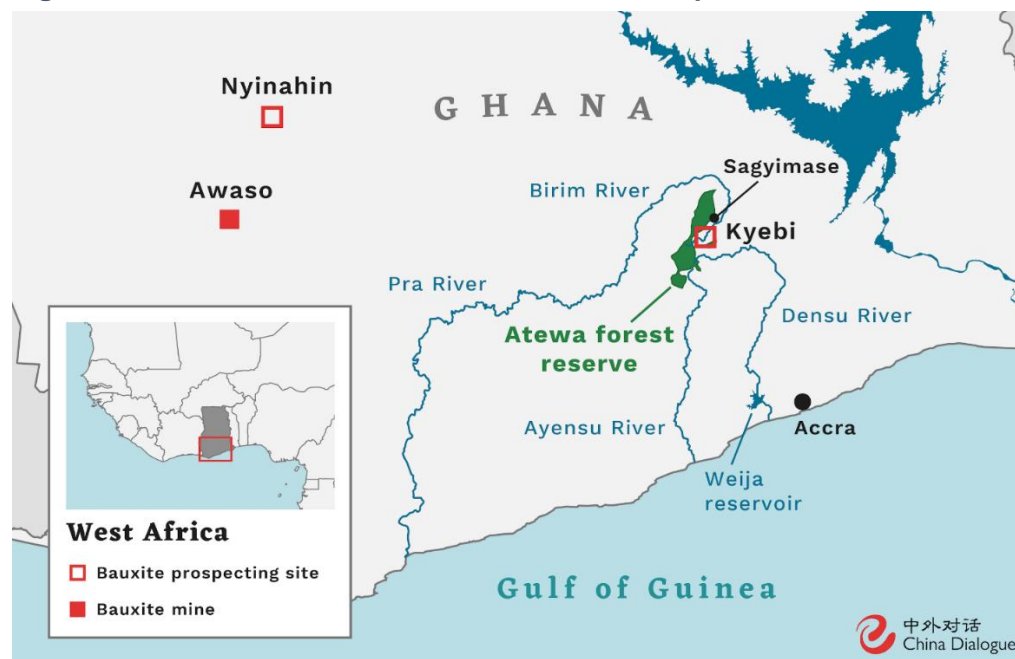 Nyinahin
GHANA
Sagyimase
Awaso
Birim River
Kyebi
Pra River
Densu River
Atewa forest
reserve
Accra
Ayensu River
Weija
reservoir
West Africa
Bauxite prospecting site
Bauxite mine
Gulf of Guinea
中外对话
China Dialogue